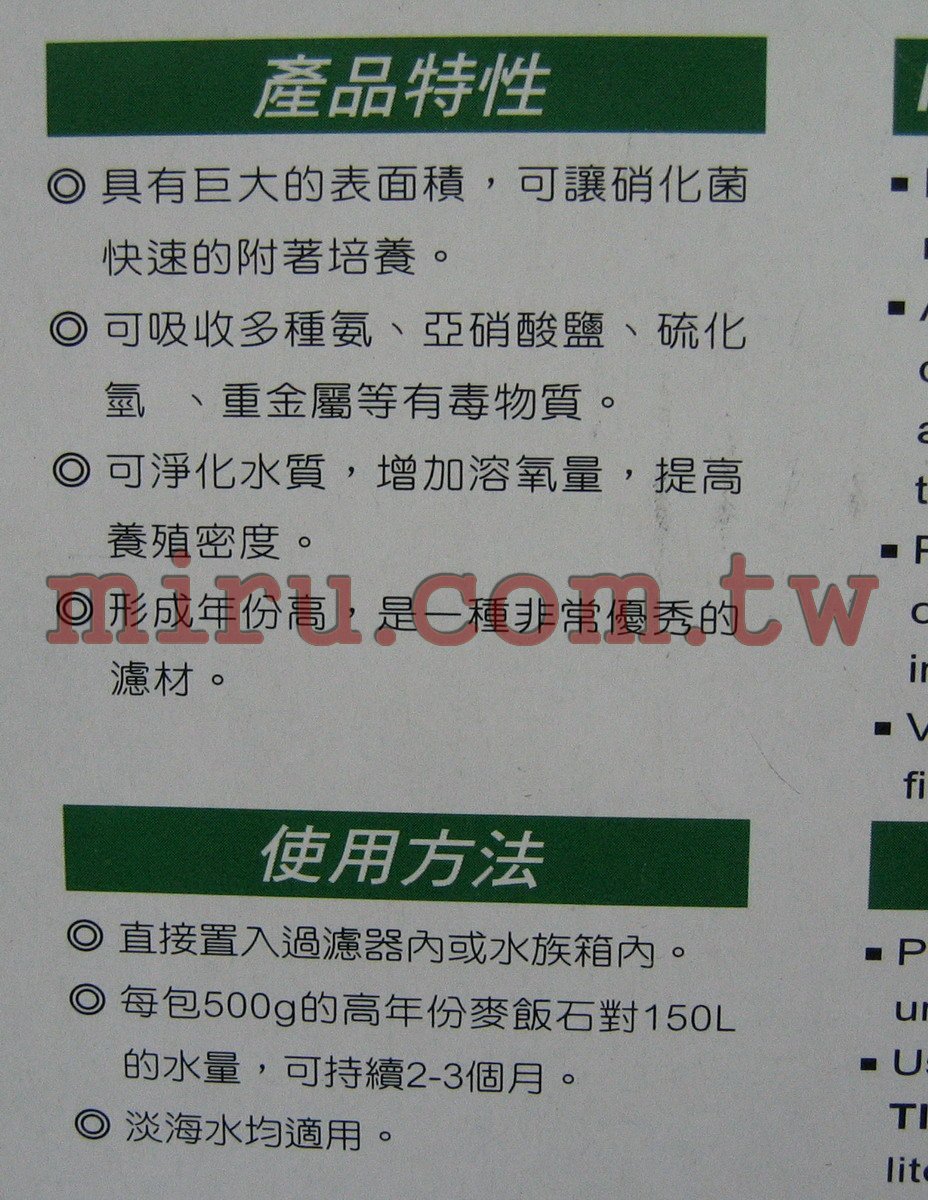 產品特性
◎ 具有巨大的表面積，可讓硝化菌
快速的附著培養。
◎ 可吸收多種氨、亞硝酸鹽、硫化
氫 、重金屬等有毒物質。
◎ 可淨化水質，增加溶氧量，提高
養殖密度。
◎ 形成年份高，是一種非常優秀的
濾材。
miru.com.tw
使用方法
◎ 直接置入過濾器內或水族箱內。
◎ 每包500g的高年份麥飯石對150L
的水量，可持續2-3個月。
◎ 淡海水均適用。